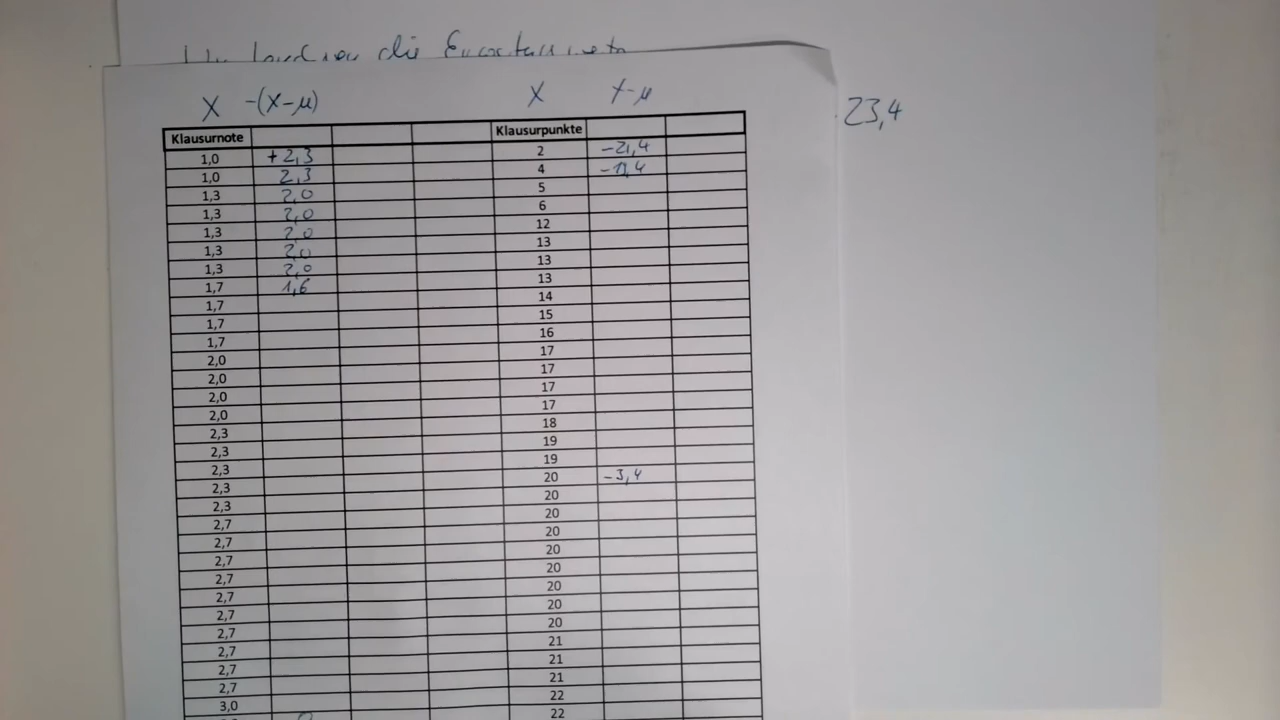 die
X -(X-μ) X X-μ
23,4
Klausurnote Klausurpunkte
1,0 +2,3 2 -21,4
1,0 2,3 4
1,3 2,0 5
1,3 2,0 6
1,3 2,0 12
1,3 2,0 13
1,3 2,0 13
1,7 1,6 13
1,7 14
1,7 15
1,7 16
2,0 17
2,0 17
2,0 17
2,0 17
2,3 18
2,3 19
2,3 19
2,3 20 -3,4
2,3 20
2,7 20
2,7 20
2,7 20
2,7 20
2,7 20
2,7 20
2,7 20
2,7 21
2,7 21
2,7 21
3,0 22
22